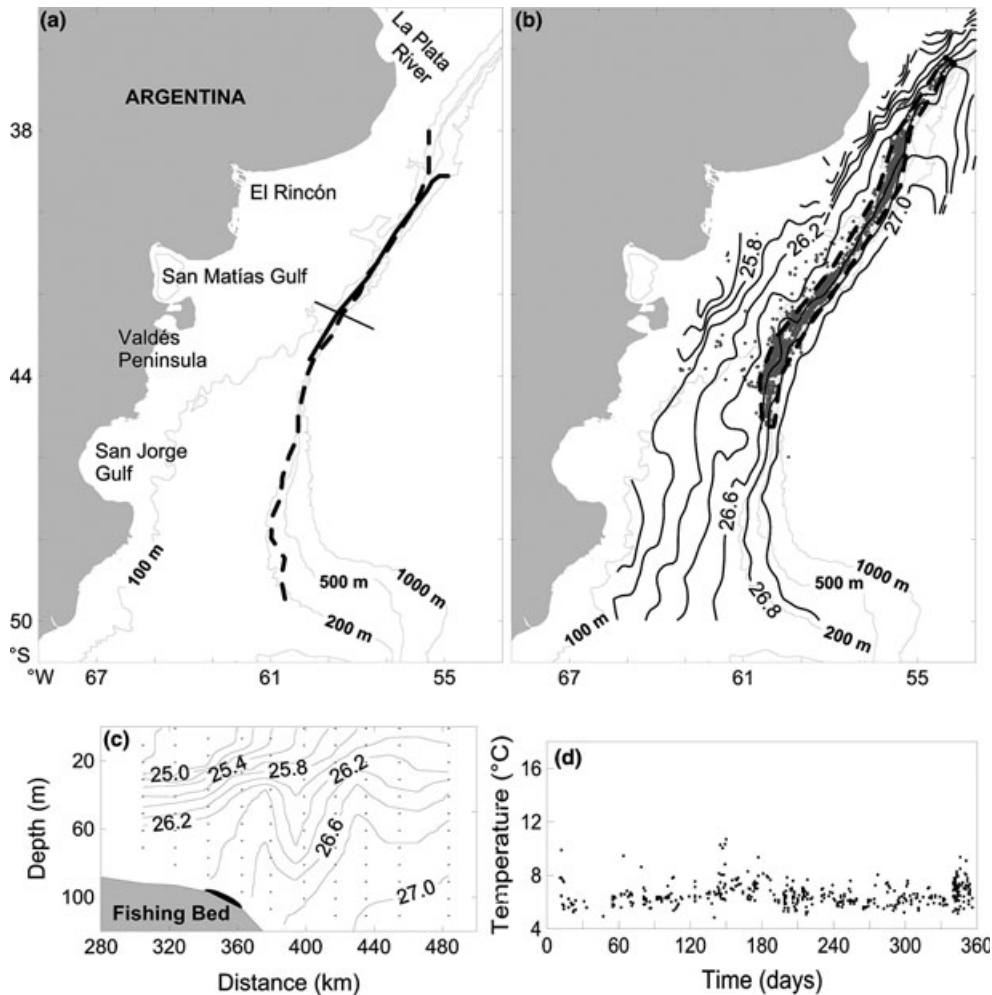 (a)
La Plata
River
ARGENTINA
38
El Rincón
San Matías Gulf
Valdés
Península
44
San Jorge
Gulf
100 m
500 m
1000 m
200 m
50
°S
°W
67
61
55
(b)
25.8
26.2
27.0
26.6
26.8
100 m
500 m
1000 m
200 m
67
61
55
(c)
Depth (m)
20
60
100
25.0
25.4
25.8
26.2
26.2
26.6
27.0
Fishing Bed
280
320
360
400
440
480
Distance (km)
(d)
Temperature (°C)
16
12
8
4
0
60
120
180
240
300
360
Time (days)